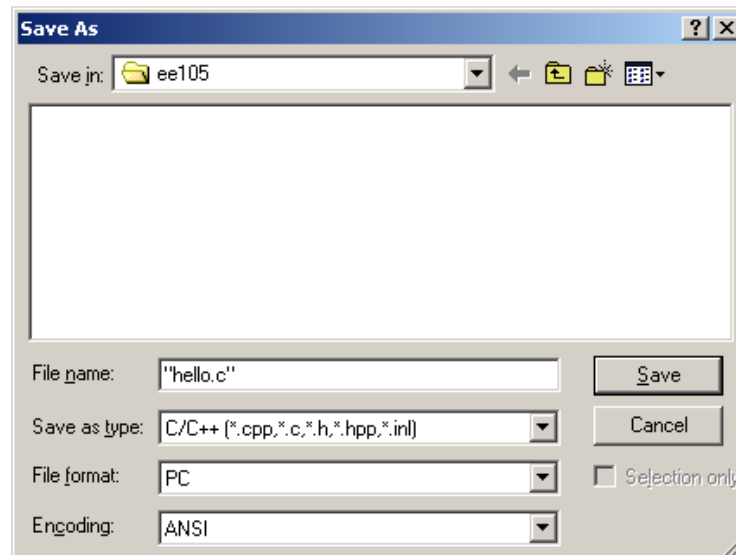 Save As
Save in: ee105
File name: "hello.c"
Save
Save as type: C/C++ (*.cpp,*.c,*.h,*.hpp,*.inl)
Cancel
File format: PC
Selection only
Encoding: ANSI